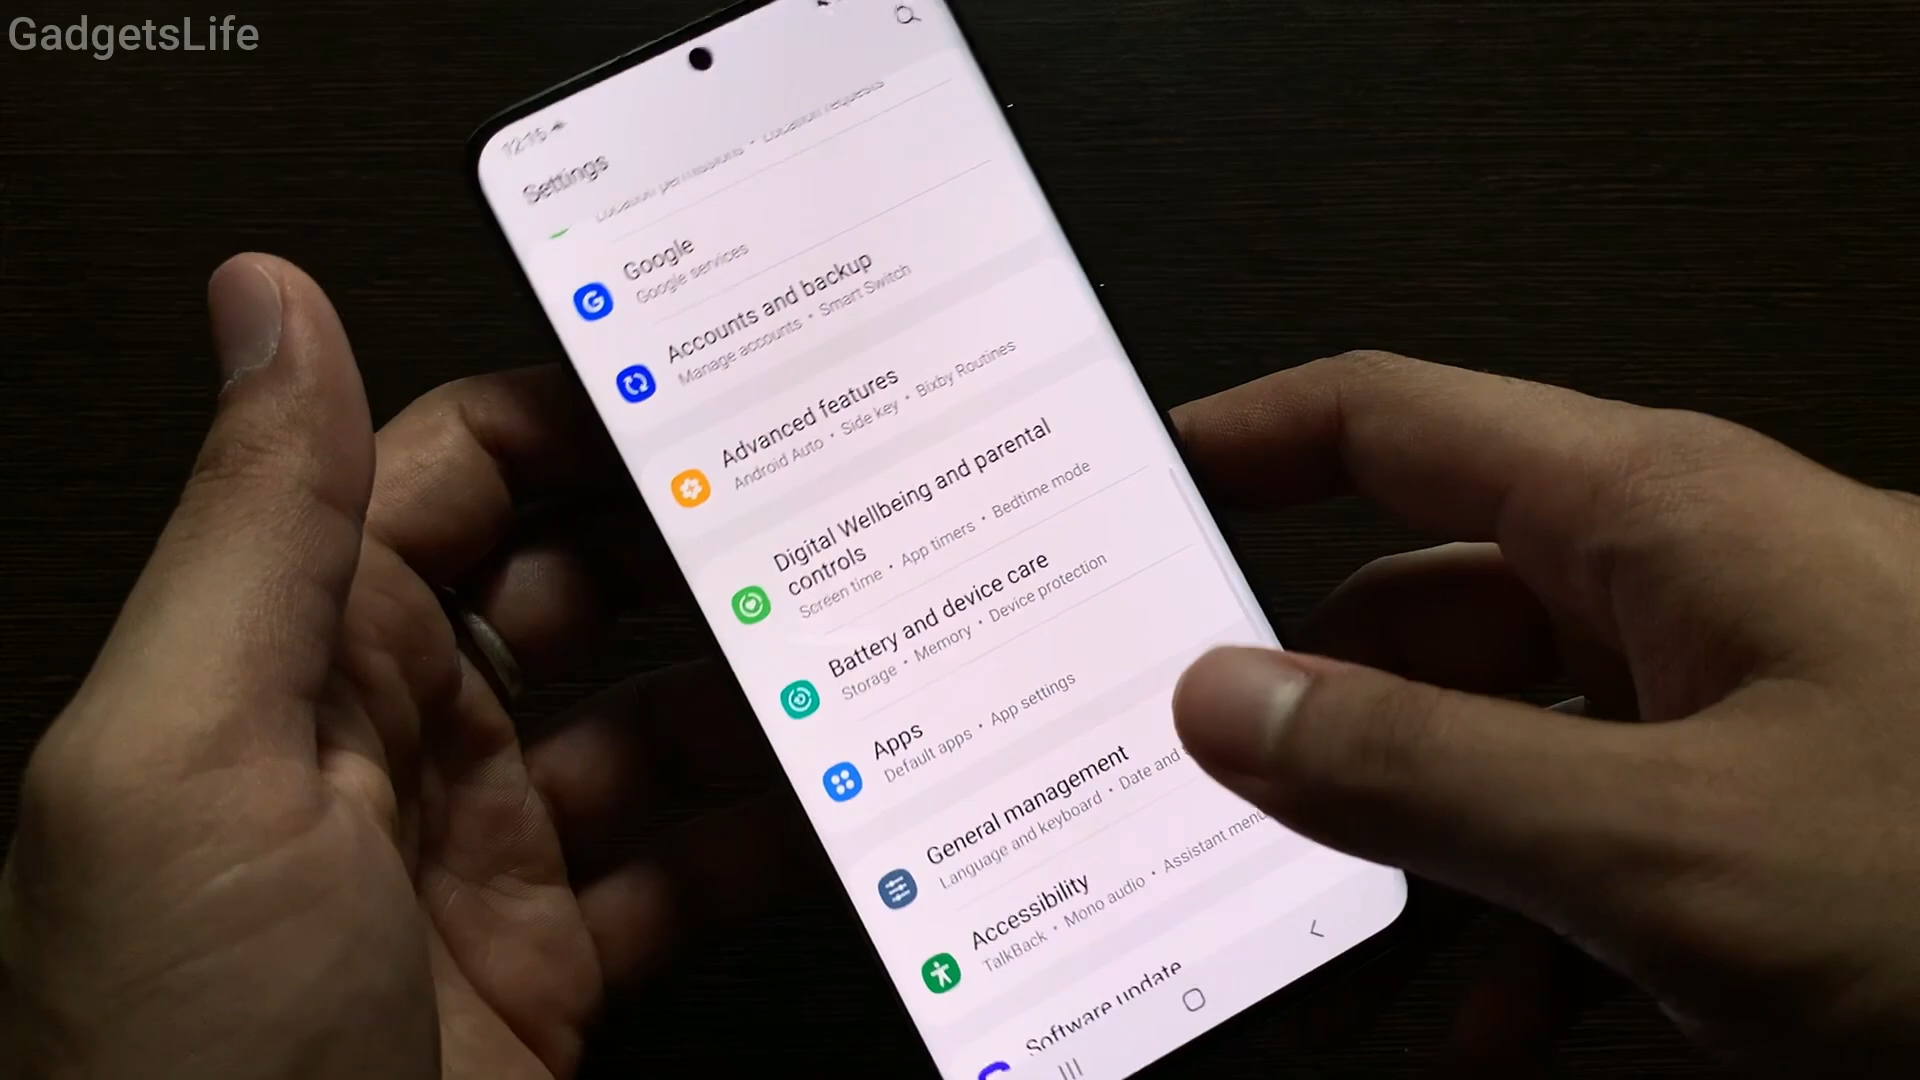 GadgetsLife
12:15
Settings
Location permissions • Location requests
Google
Google services
Accounts and backup
Manage accounts • Smart Switch
Advanced features
Android Auto • Side key • Bixby Routines
Digital Wellbeing and parental
controls
Screen time • App timers • Bedtime mode
Battery and device care
Storage • Memory • Device protection
Apps
Default apps • App settings
General management
Language and keyboard • Date and
Accessibility
TalkBack • Mono audio • Assistant menu
Software update